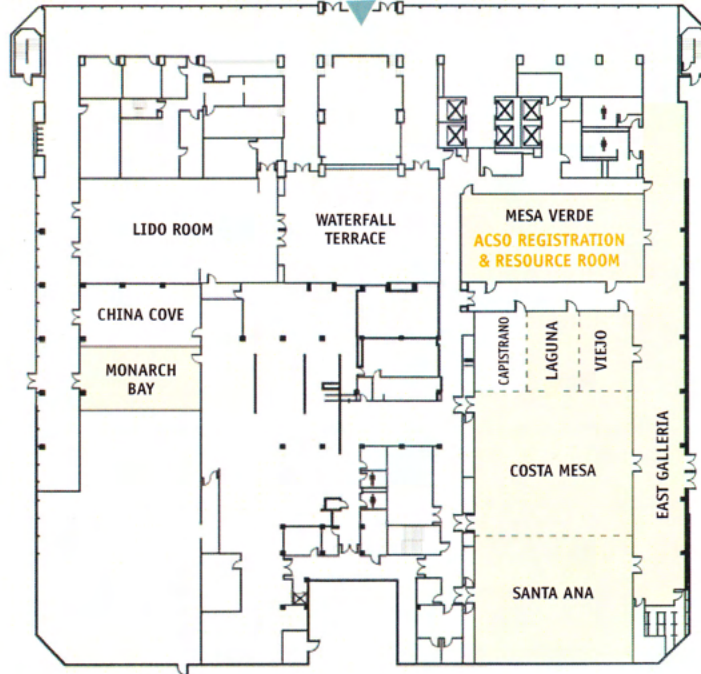 LIDO ROOM
WATERFALL
TERRACE
MESA VERDE
ACSO REGISTRATION
& RESOURCE ROOM
CHINA COVE
MONARCH
BAY
CAPISTRANO
LAGUNA
VIEJO
COSTA MESA
EAST GALLERIA
SANTA ANA